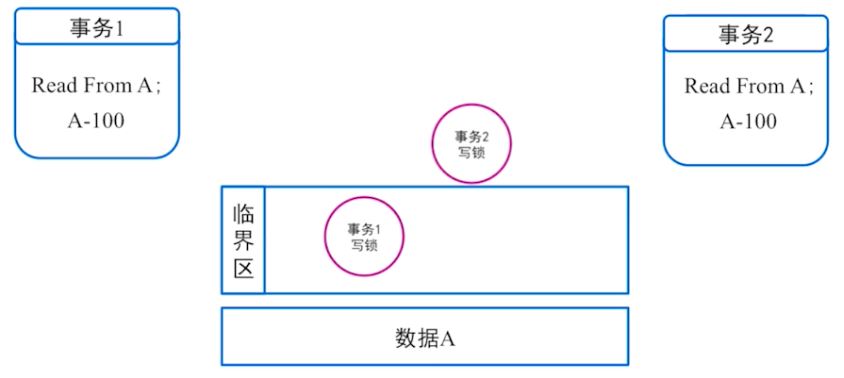 事务1
Read From A;
A-100
事务2
Read From A;
A-100
事务2
写锁
临
界
区
事务1
写锁
数据A